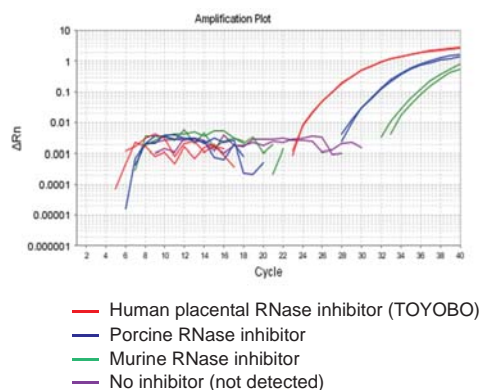 Amplification Plot
10
1
0.1
0.01
0.001
0.0001
0.00001
0.000001
ΔRn
2 4 6 8 10 12 14 16 18 20 22 24 26 28 30 32 34 36 38 40
Cycle
Human placental RNase inhibitor (TOYOBO)
Porcine RNase inhibitor
Murine RNase inhibitor
No inhibitor (not detected)